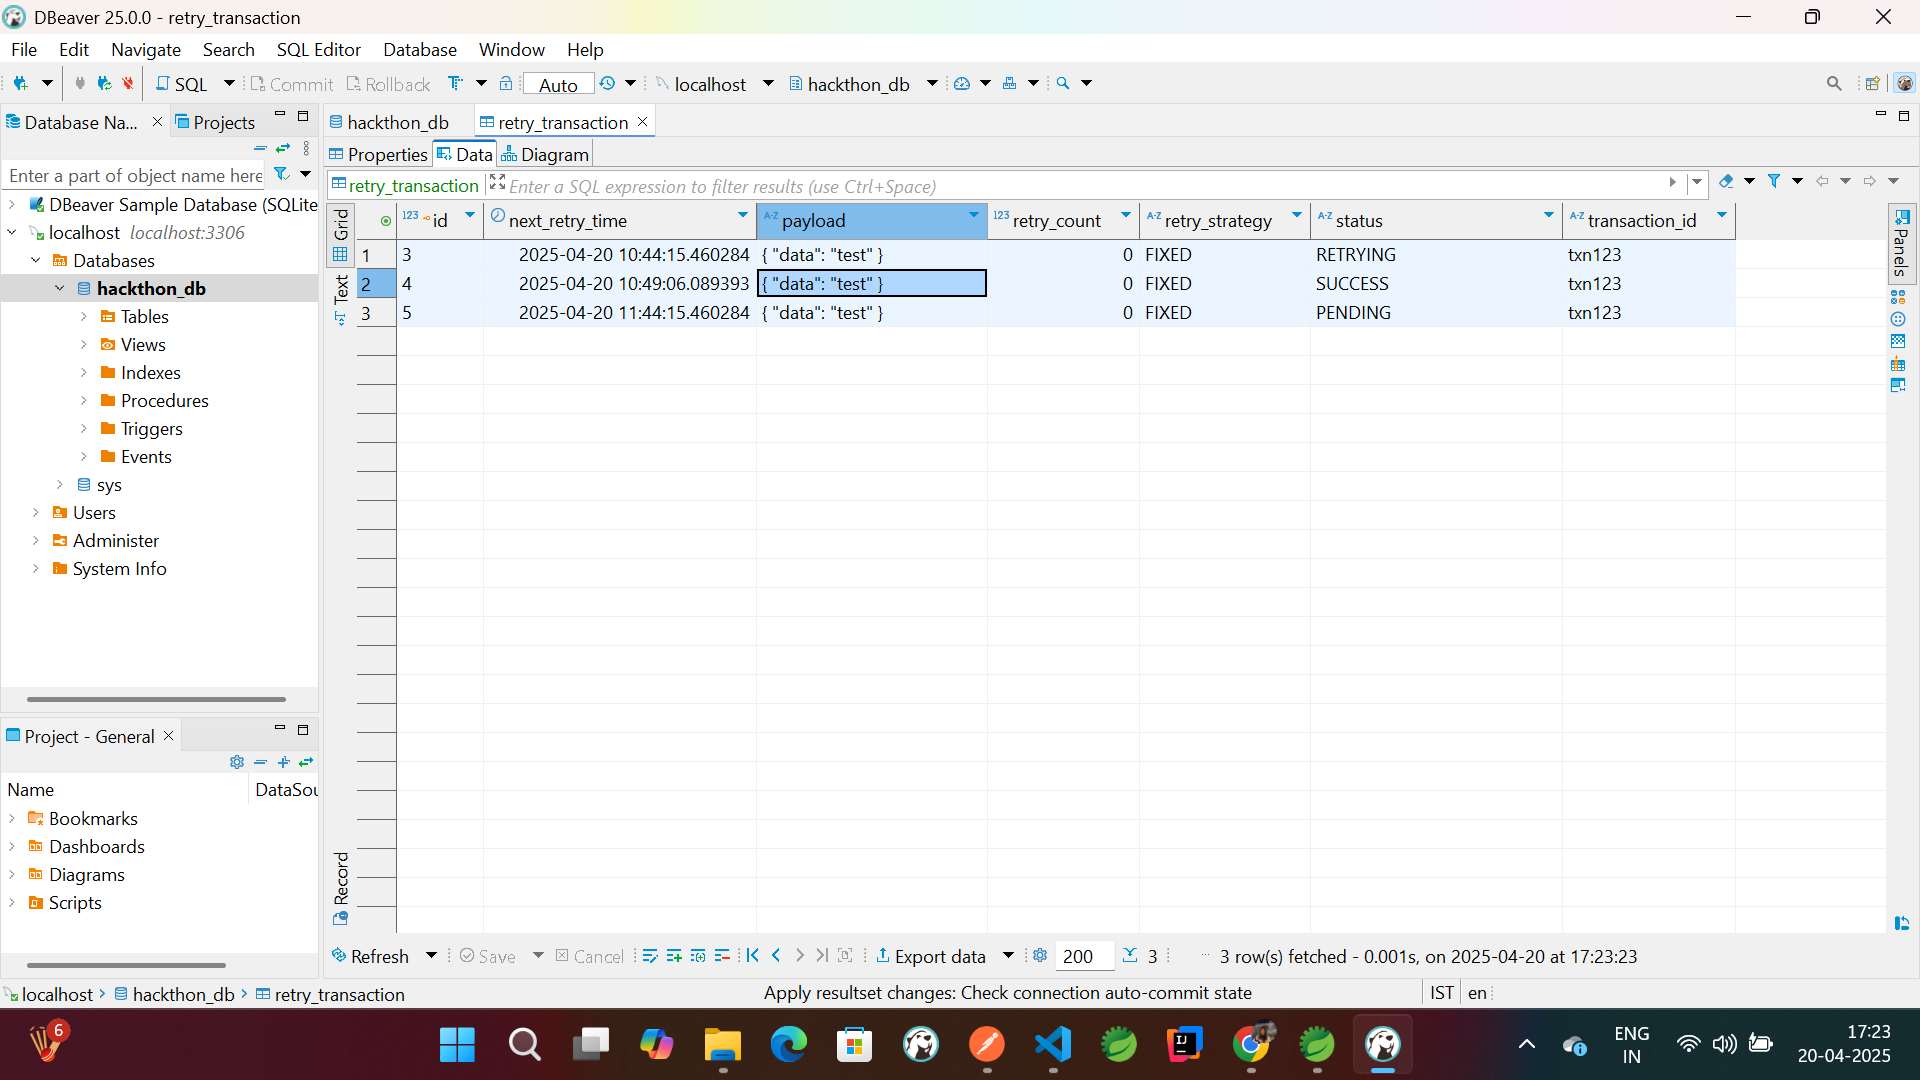 DBeaver 25.0.0 - retry_transaction
File Edit Navigate Search SQL Editor Database Window Help
SQL Commit Rollback Auto localhost hackthon_db
Database Na... Projects
Enter a part of object name here
DBeaver Sample Database (SQLite
localhost localhost:3306
Databases
hackthon_db
Tables
Views
Indexes
Procedures
Triggers
Events
sys
Users
Administer
System Info
Project - General
Name DataSou
Bookmarks
Dashboards
Diagrams
Scripts
hackthon_db retry_transaction
Properties Data Diagram
retry_transaction Enter a SQL expression to filter results (use Ctrl+Space)
Grid
Text
Record
123 id next_retry_time A-Z payload 123 retry_count A-Z retry_strategy A-Z status A-Z transaction_id
1 3 2025-04-20 10:44:15.460284 { "data": "test" } 0 FIXED RETRYING txn123
2 4 2025-04-20 10:49:06.089393 { "data": "test" } 0 FIXED SUCCESS txn123
3 5 2025-04-20 11:44:15.460284 { "data": "test" } 0 FIXED PENDING txn123
Panels
Refresh Save Cancel Export data 200 3 3 row(s) fetched - 0.001s, on 2025-04-20 at 17:23:23
localhost hackthon_db retry_transaction Apply resultset changes: Check connection auto-commit state IST en
6
IJ
ENG
IN
17:23
20-04-2025